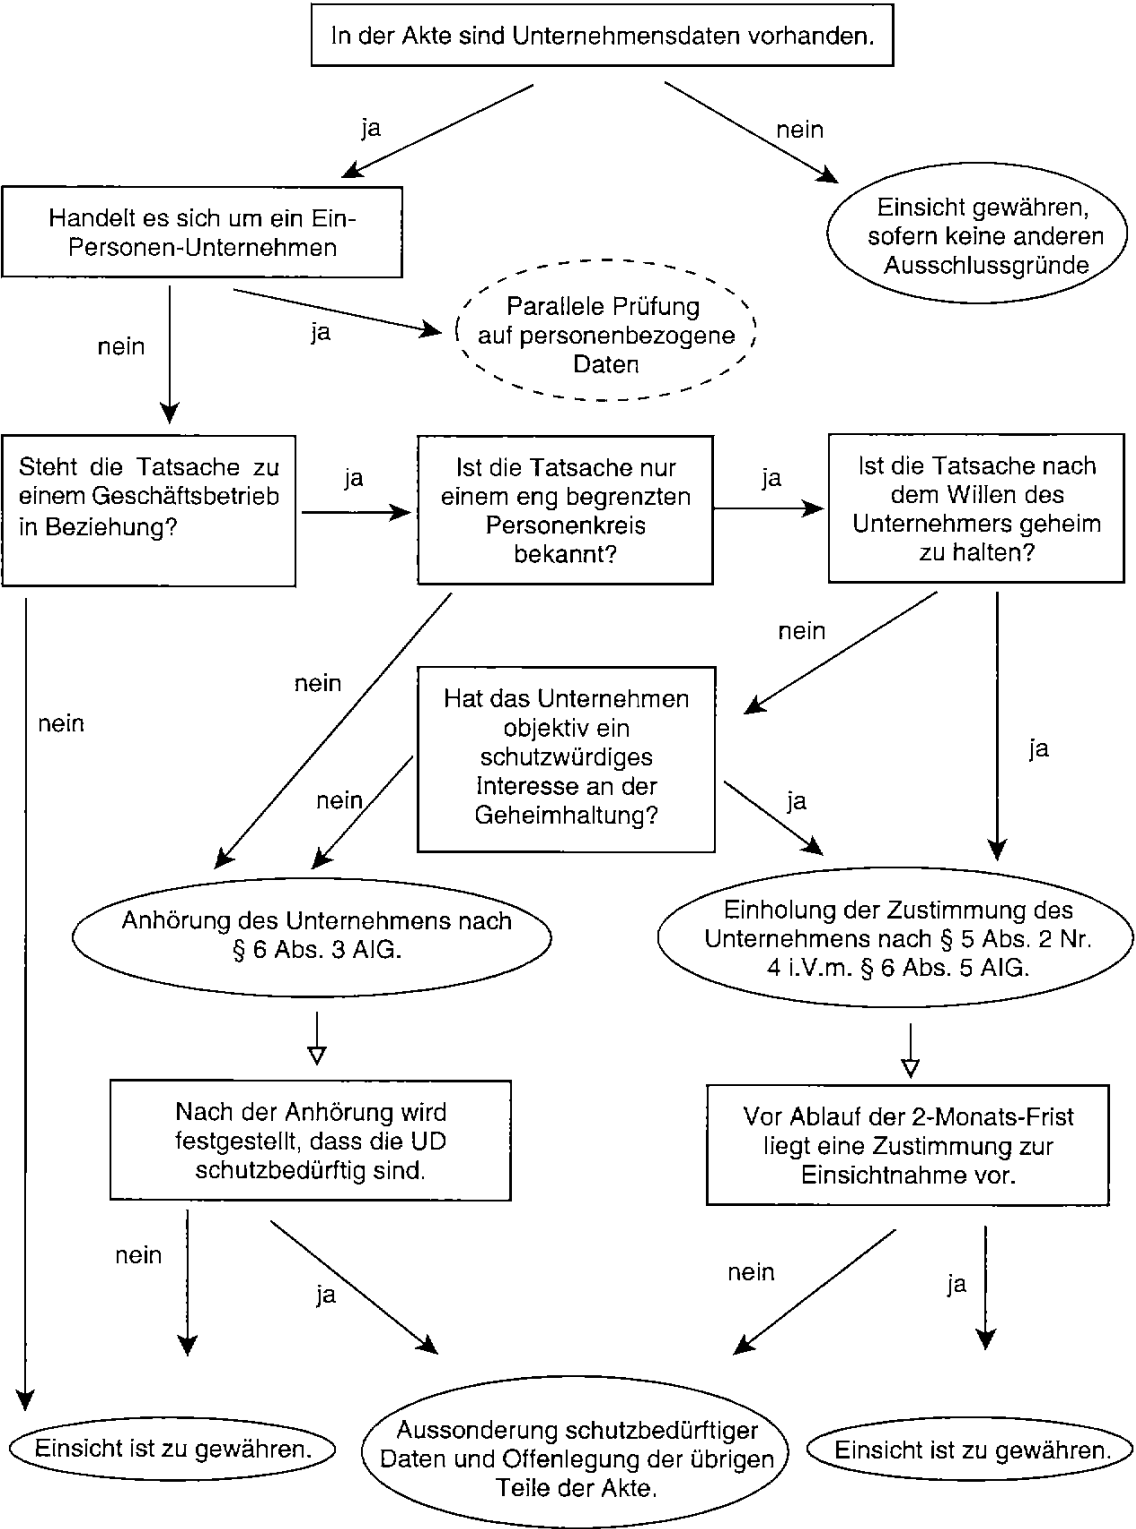 In der Akte sind Unternehmensdaten vorhanden.
ja
nein
Handelt es sich um ein Ein-
Personen-Unternehmen
Einsicht gewähren,
sofern keine anderen
Ausschlussgründe
nein
ja
Parallele Prüfung
auf personenbezogene
Daten
Steht die Tatsache zu
einem Geschäftsbetrieb
in Beziehung?
ja
Ist die Tatsache nur
einem eng begrenzten
Personenkreis
bekannt?
ja
Ist die Tatsache nach
dem Willen des
Unternehmers geheim
zu halten?
nein
nein
nein
ja
Hat das Unternehmen
objektiv ein
schutzwürdiges
Interesse an der
Geheimhaltung?
nein
ja
Anhörung des Unternehmens nach
§ 6 Abs. 3 AIG.
Einholung der Zustimmung des
Unternehmens nach § 5 Abs. 2 Nr.
4 i.V.m. § 6 Abs. 5 AIG.
Nach der Anhörung wird
festgestellt, dass die UD
schutzbedürftig sind.
Vor Ablauf der 2-Monats-Frist
liegt eine Zustimmung zur
Einsichtnahme vor.
nein
ja
nein
ja
Einsicht ist zu gewähren.
Aussonderung schutzbedürftiger
Daten und Offenlegung der übrigen
Teile der Akte.
Einsicht ist zu gewähren.